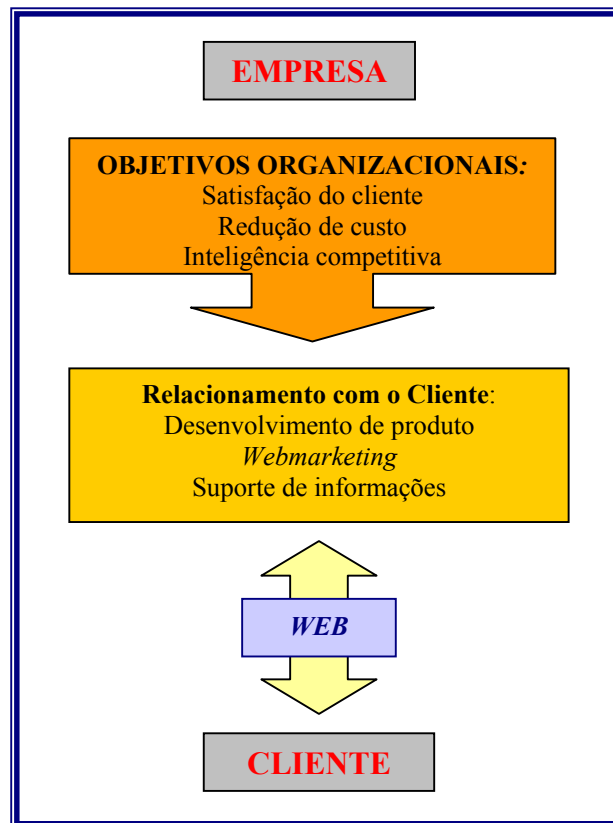 EMPRESA
OBJETIVOS ORGANIZACIONAIS:
Satisfação do cliente
Redução de custo
Inteligência competitiva
Relacionamento com o Cliente:
Desenvolvimento de produto
Webmarketing
Suporte de informações
WEB
CLIENTE